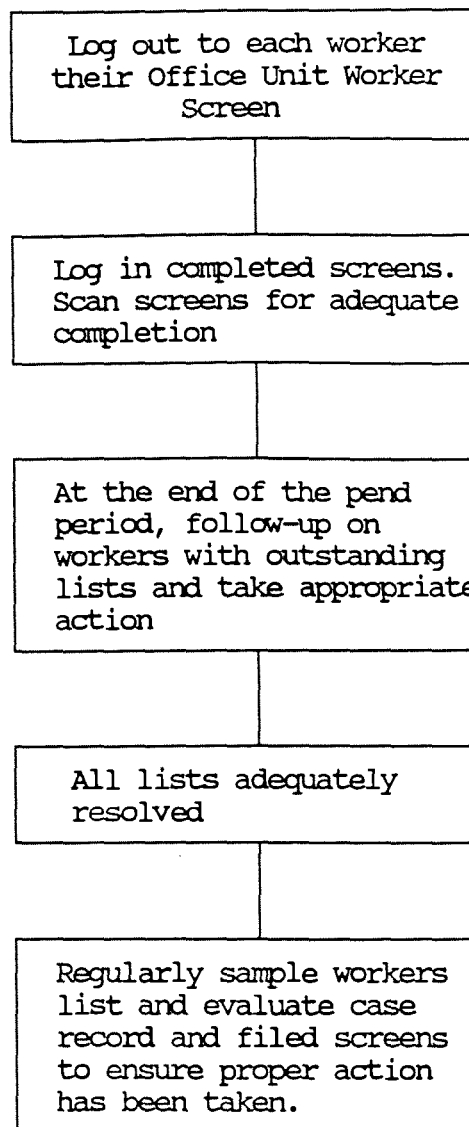 Log out to each worker
their Office Unit Worker
Screen
Log in completed screens.
Scan screens for adequate
completion
At the end of the pend
period, follow-up on
workers with outstanding
lists and take appropriate
action
All lists adequately
resolved
Regularly sample workers
list and evaluate case
record and filed screens
to ensure proper action
has been taken.